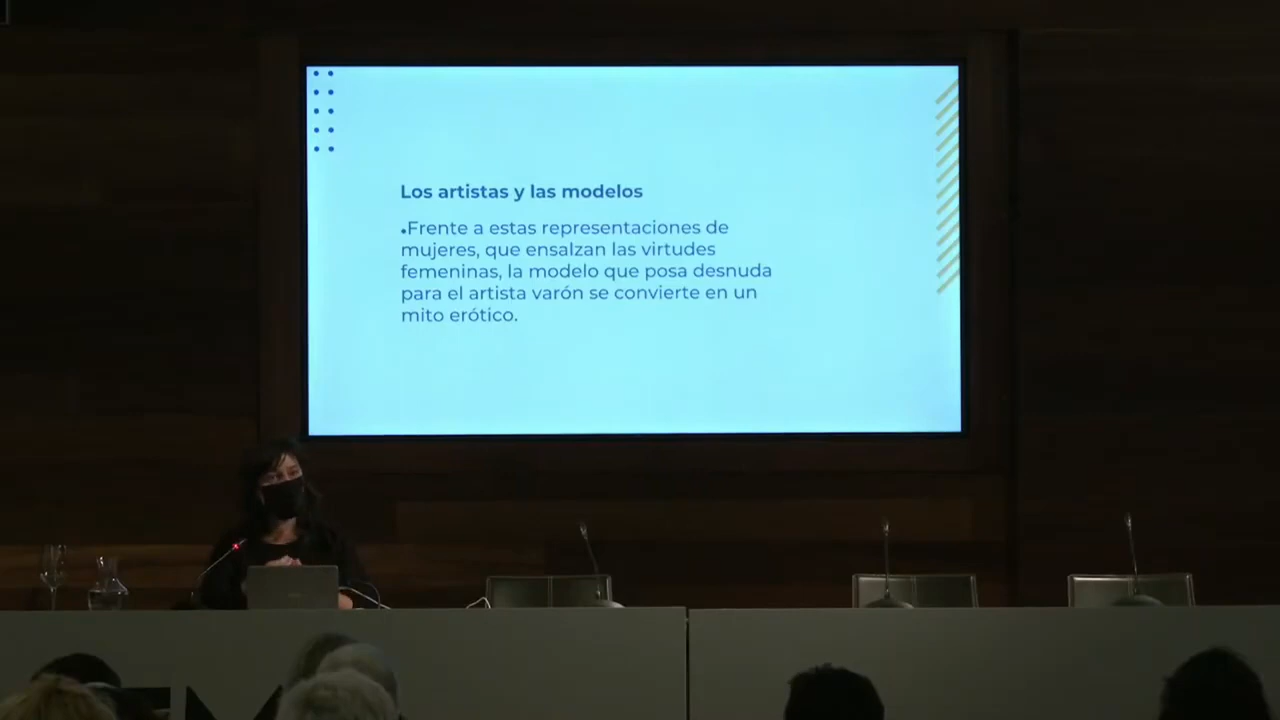 Los artistas y las modelos
•Frente a estas representaciones de
mujeres, que ensalzan las virtudes
femeninas, la modelo que posa desnuda
para el artista varón se convierte en un
mito erótico.